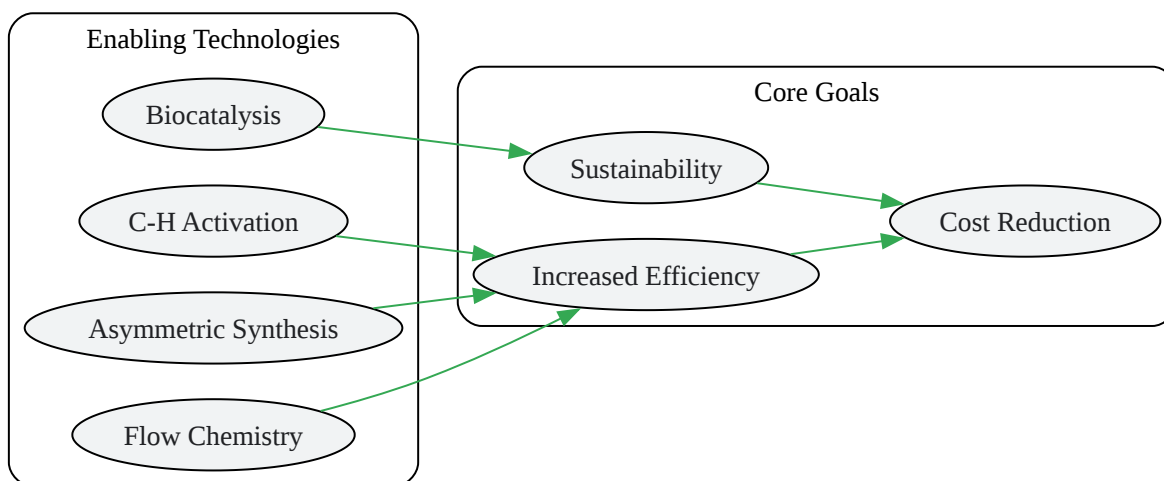 Enabling Technologies
Biocatalysis
C-H Activation
Asymmetric Synthesis
Flow Chemistry
Core Goals
Sustainability
Increased Efficiency
Cost Reduction